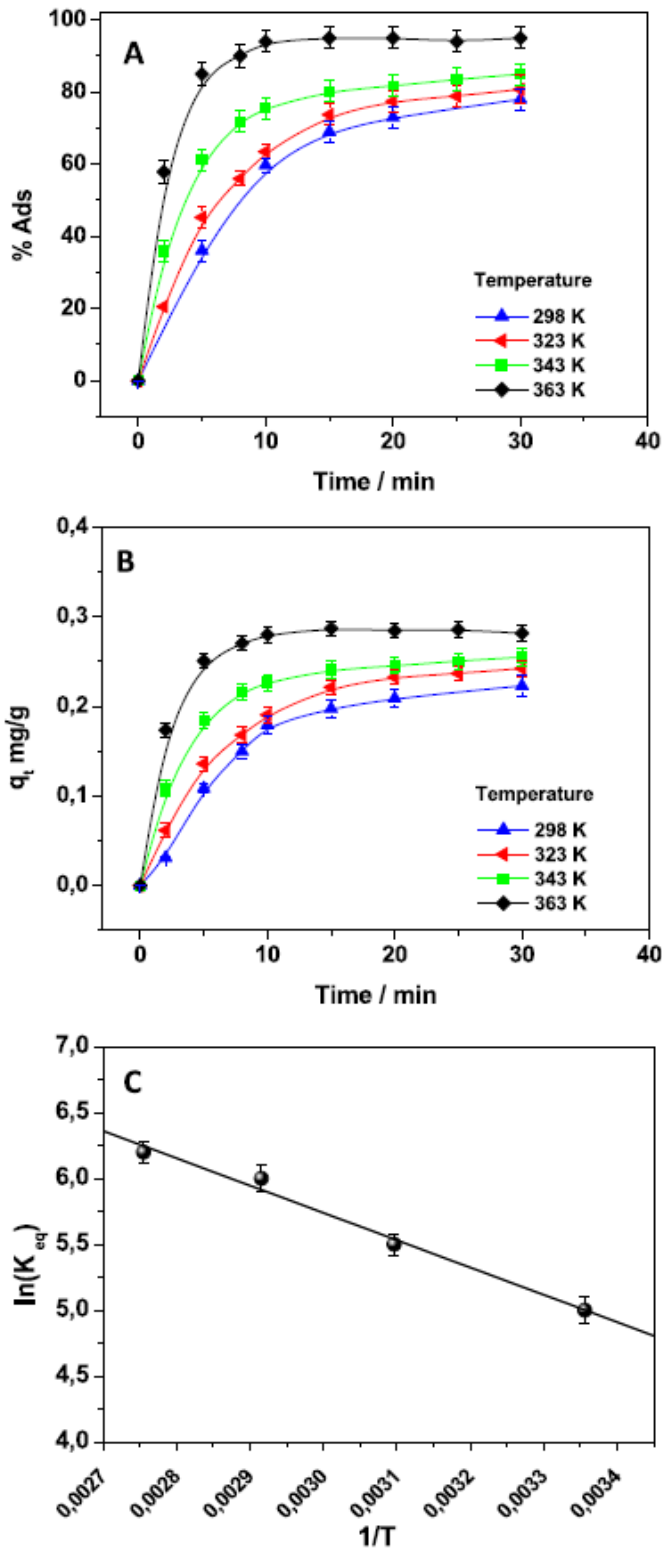 A
100
80
60
40
20
0
% Ads
Temperature
298 K
323 K
343 K
363 K
0
10
20
30
40
Time / min
B
0,4
0,3
0,2
0,1
0,0
qt mg/g
Temperature
298 K
323 K
343 K
363 K
0
10
20
30
40
Time / min
C
7,0
6,5
6,0
5,5
5,0
4,5
4,0
ln(Keq)
0,0027
0,0028
0,0029
0,0030
0,0031
0,0032
0,0033
0,0034
1/T